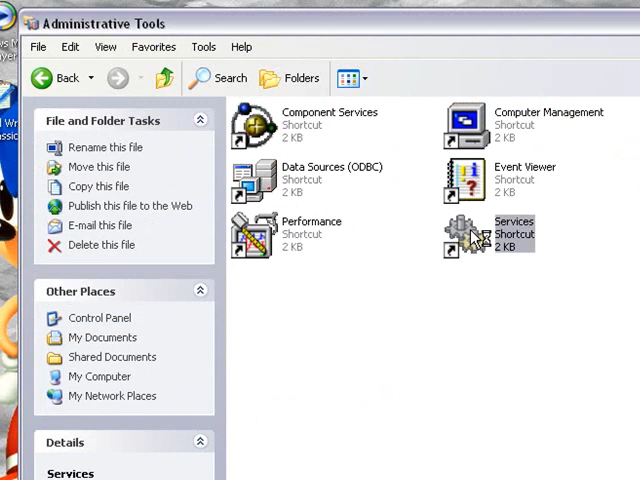 Administrative Tools
File Edit View Favorites Tools Help
Back Search Folders
File and Folder Tasks
Rename this file
Move this file
Copy this file
Publish this file to the Web
E-mail this file
Delete this file
Other Places
Control Panel
My Documents
Shared Documents
My Computer
My Network Places
Details
Services
Component Services
Shortcut
2 KB
Computer Management
Shortcut
2 KB
Data Sources (ODBC)
Shortcut
2 KB
Event Viewer
Shortcut
2 KB
Performance
Shortcut
2 KB
Services
Shortcut
2 KB